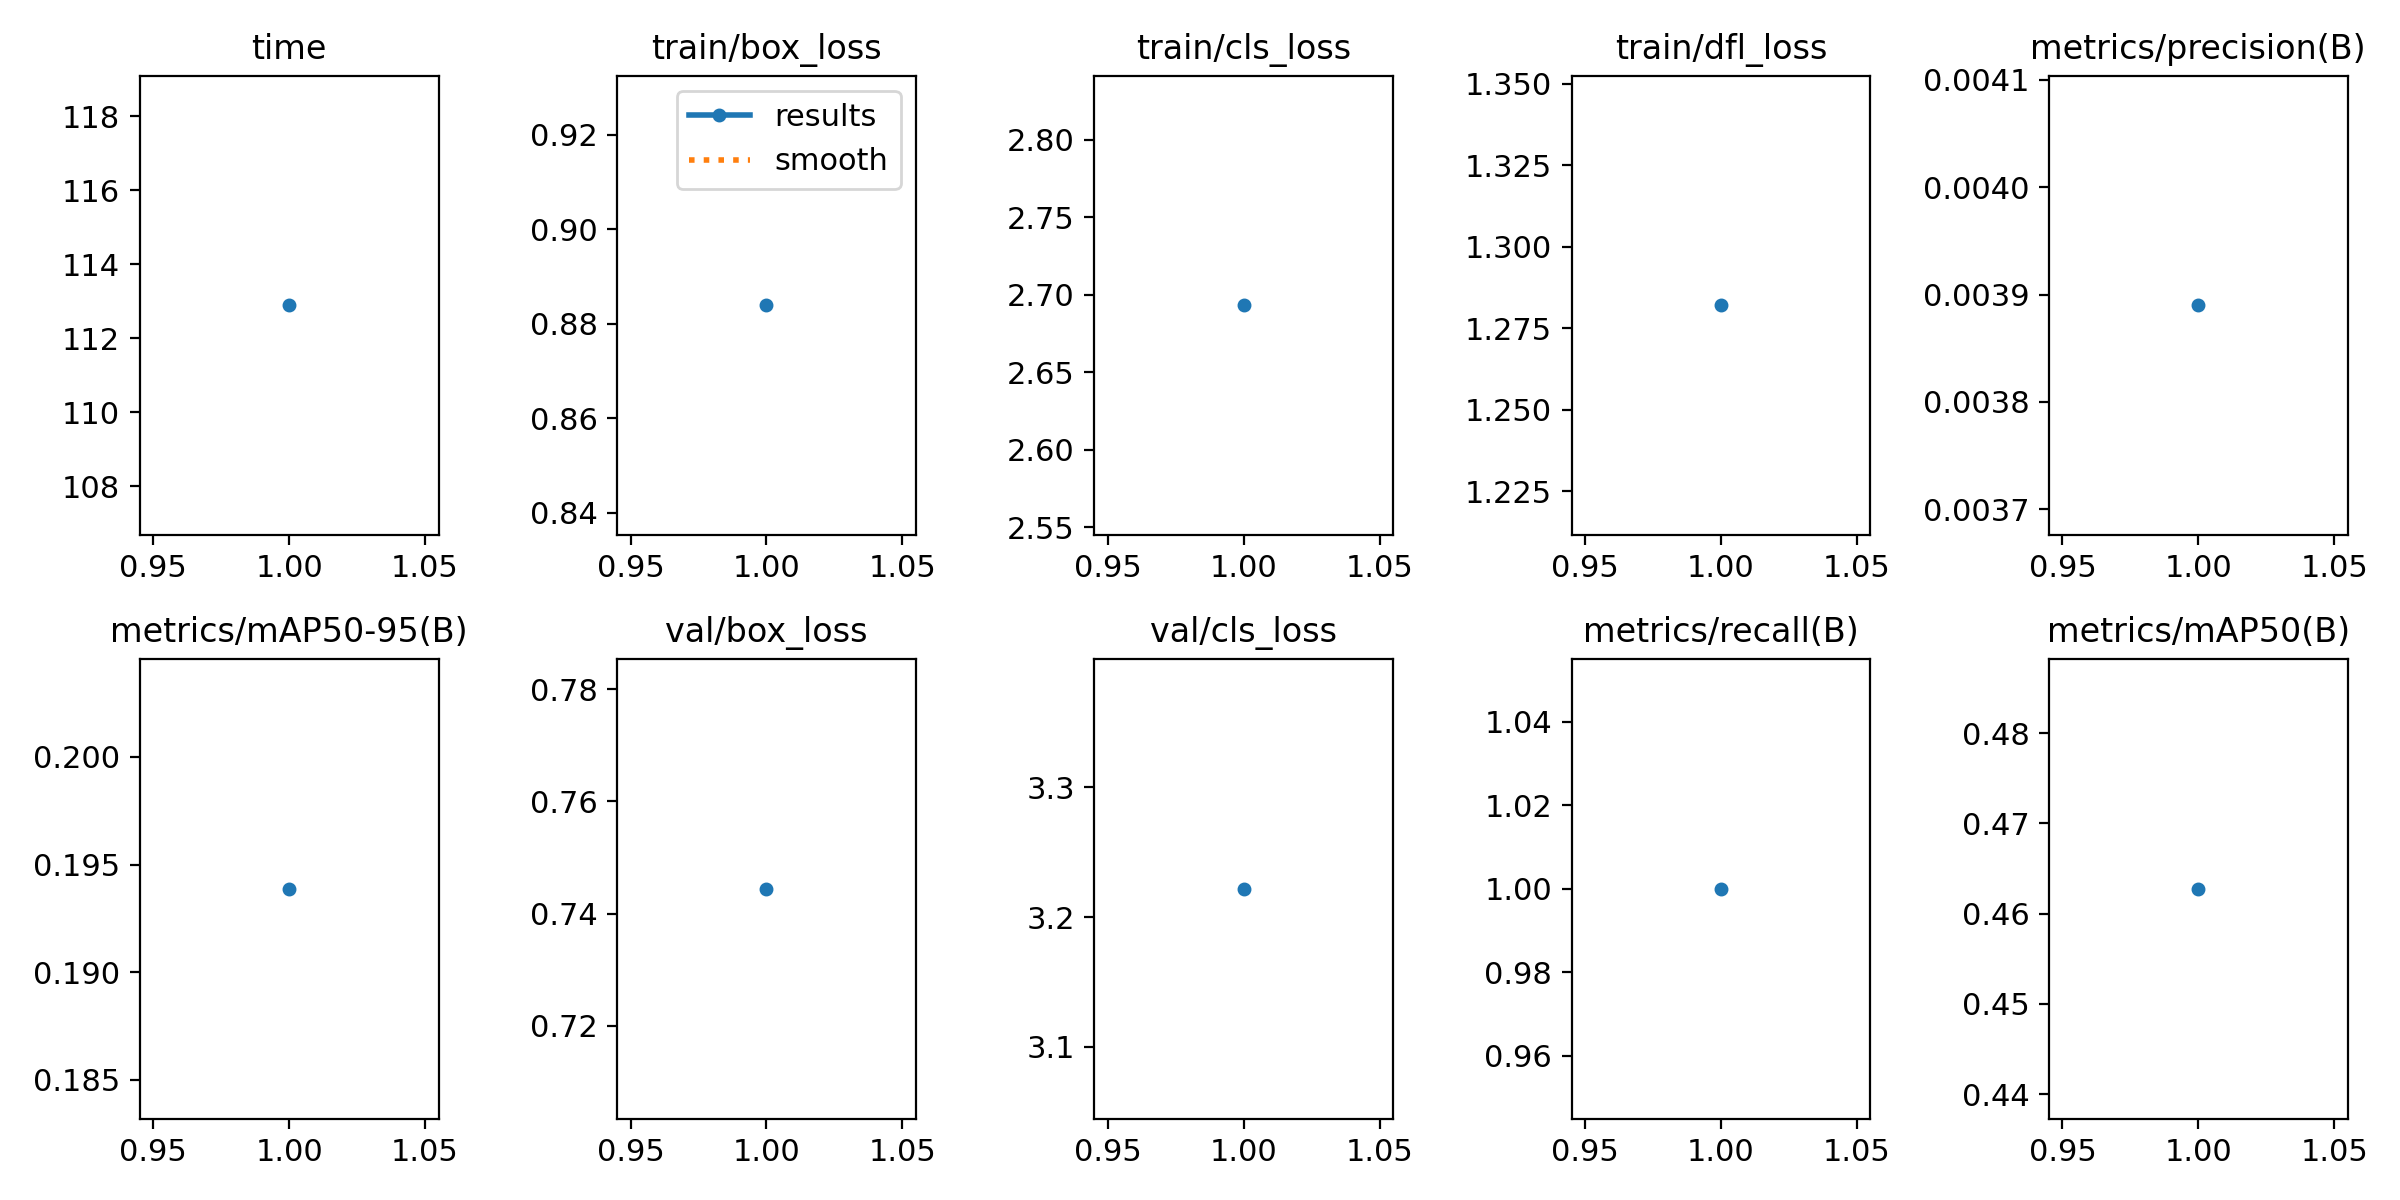 time
118
116
114
112
110
108
0.95 1.00 1.05
train/box_loss
results
smooth
0.92
0.90
0.88
0.86
0.84
0.95 1.00 1.05
train/cls_loss
2.80
2.75
2.70
2.65
2.60
2.55
0.95 1.00 1.05
train/dfl_loss
1.350
1.325
1.300
1.275
1.250
1.225
0.95 1.00 1.05
metrics/precision(B)
0.0041
0.0040
0.0039
0.0038
0.0037
0.95 1.00 1.05
metrics/mAP50-95(B)
0.200
0.195
0.190
0.185
0.95 1.00 1.05
val/box_loss
0.78
0.76
0.74
0.72
0.95 1.00 1.05
val/cls_loss
3.3
3.2
3.1
0.95 1.00 1.05
metrics/recall(B)
1.04
1.02
1.00
0.98
0.96
0.95 1.00 1.05
metrics/mAP50(B)
0.48
0.47
0.46
0.45
0.44
0.95 1.00 1.05